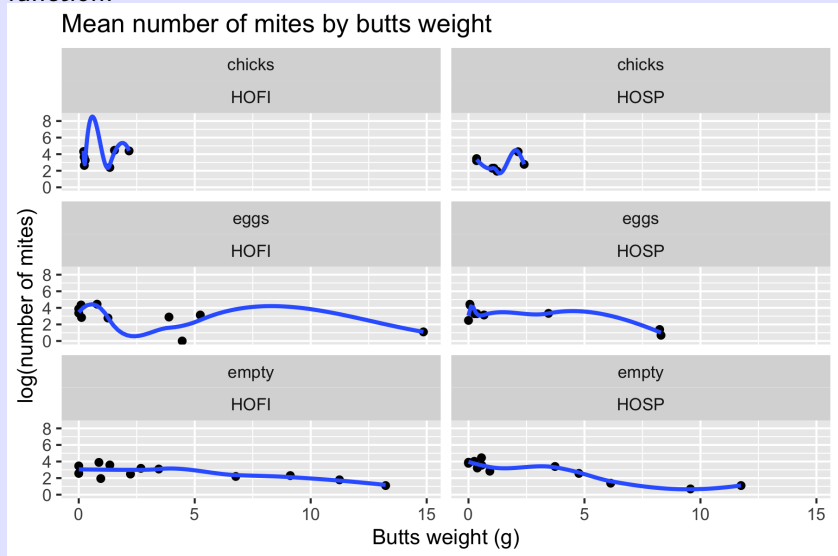 function.
Mean number of mites by butts weight
chicks
chicks
HOFI
HOSP
8
6
4
2
0
eggs
eggs
HOFI
HOSP
8
6
4
2
0
empty
empty
HOFI
HOSP
8
6
4
2
0
0 5 10 15 0 5 10 15
log(number of mites)
Butts weight (g)